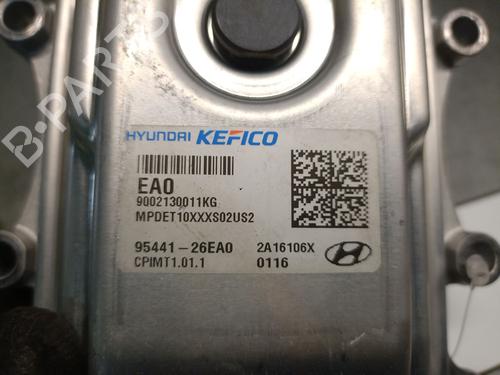 HYUNDAI KEFICO
EA0
9002130011KG
MPDET10XXXS02US2
95441-26EA0 2A16106X
CPIMT1.01.1 0116
B-PARTS